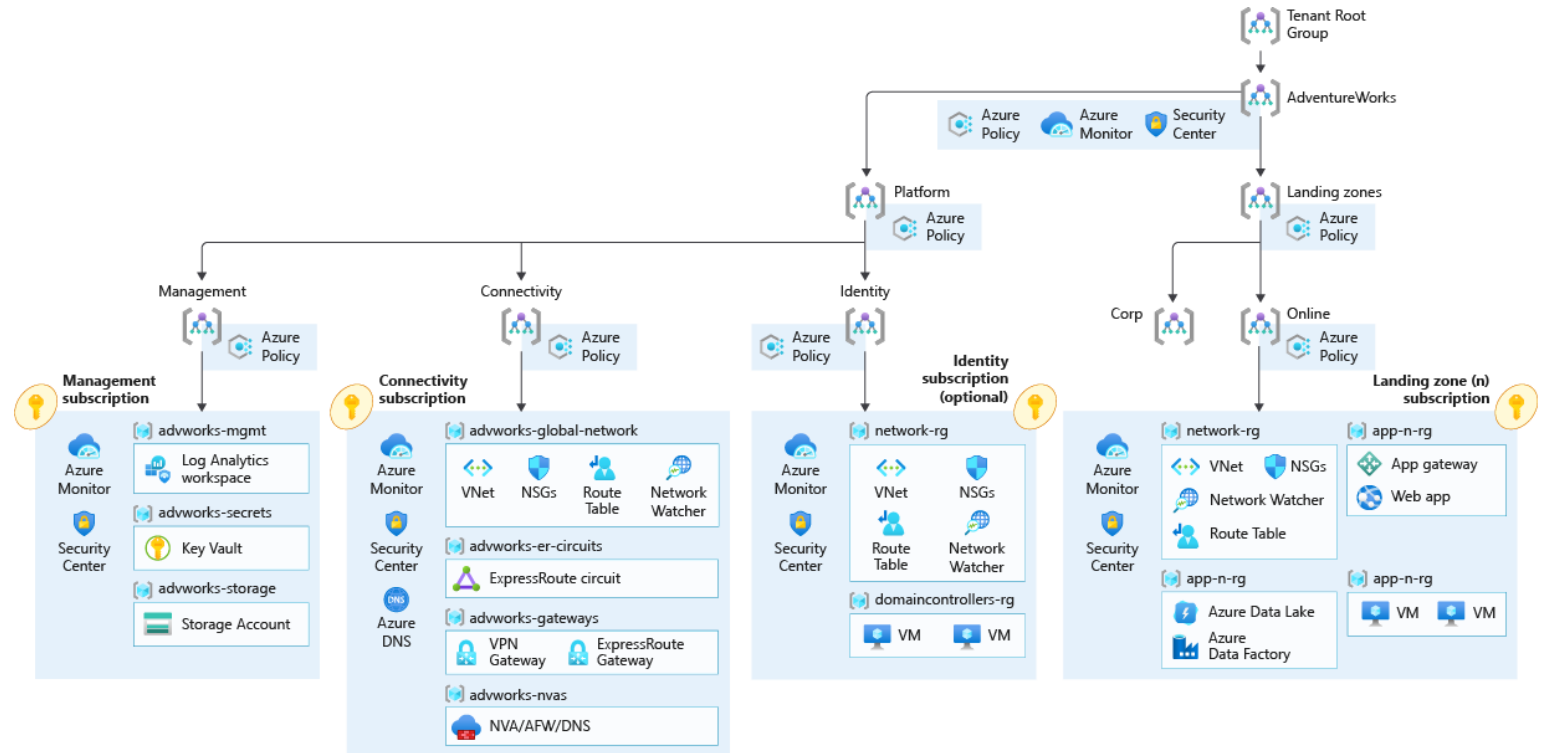 Tenant Root
Group
AdventureWorks
Azure
Policy
Azure
Monitor
Security
Center
Platform
Azure
Policy
Landing zones
Azure
Policy
Management
Azure
Policy
Connectivity
Azure
Policy
Identity
Azure
Policy
Corp
Online
Azure
Policy
Management
subscription
Azure
Monitor
Security
Center
advworks-mgmt
Log Analytics
workspace
advworks-secrets
Key Vault
advworks-storage
Storage Account
Connectivity
subscription
Azure
Monitor
Security
Center
DNS
Azure
DNS
advworks-global-network
VNet
NSGs
Route
Table
Network
Watcher
advworks-er-circuits
ExpressRoute circuit
advworks-gateways
VPN
Gateway
ExpressRoute
Gateway
advworks-nvas
NVA/AFW/DNS
Identity
subscription
(optional)
Azure
Monitor
Security
Center
network-rg
VNet
NSGs
Route
Table
Network
Watcher
domaincontrollers-rg
VM
VM
Landing zone (n)
subscription
Azure
Monitor
Security
Center
network-rg
VNet
NSGs
Network Watcher
Route Table
app-n-rg
App gateway
Web app
app-n-rg
Azure Data Lake
Azure
Data Factory
app-n-rg
VM
VM